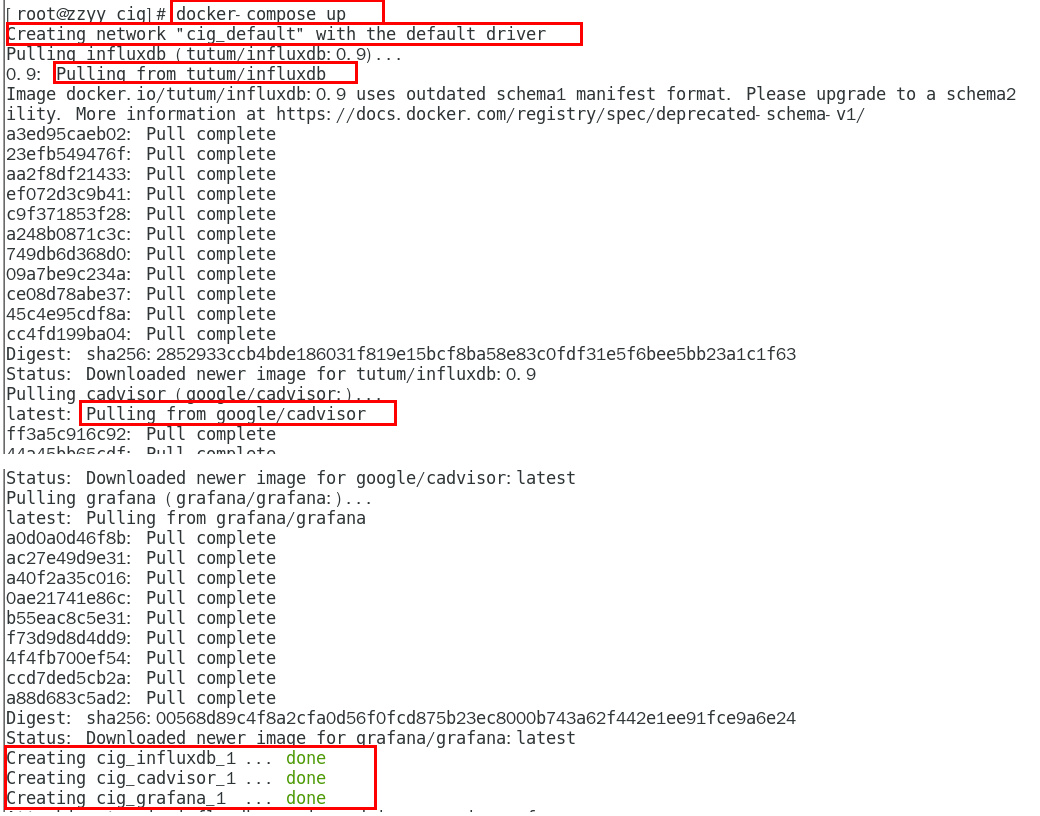 [root@zzyy cig]# docker-compose up
Creating network "cig_default" with the default driver
Pulling influxdb (tutum/influxdb:0.9)...
0.9: Pulling from tutum/influxdb
Image docker.io/tutum/influxdb:0.9 uses outdated schema1 manifest format. Please upgrade to a schema2
ility. More information at https://docs.docker.com/registry/spec/deprecated-schema-v1/
a3ed95caeb02: Pull complete
23efb549476f: Pull complete
aa2f8df21433: Pull complete
ef072d3c9b41: Pull complete
c9f371853f28: Pull complete
a248b0871c3c: Pull complete
749db6d368d0: Pull complete
09a7be9c234a: Pull complete
ce08d78abe37: Pull complete
45c4e95cdf8a: Pull complete
cc4fd199ba04: Pull complete
Digest: sha256:2852933ccb4bde186031f819e15bcf8ba58e83c0fdf31e5f6bee5bb23a1c1f63
Status: Downloaded newer image for tutum/influxdb:0.9
Pulling cadvisor (google/cadvisor:)...
latest: Pulling from google/cadvisor
ff3a5c916c92: Pull complete
44a45bb65cdf: Pull complete
Status: Downloaded newer image for google/cadvisor:latest
Pulling grafana (grafana/grafana:)...
latest: Pulling from grafana/grafana
a0d0a0d46f8b: Pull complete
ac27e49d9e31: Pull complete
a40f2a35c016: Pull complete
0ae21741e86c: Pull complete
b55eac8c5e31: Pull complete
f73d9d8d4dd9: Pull complete
4f4fb700ef54: Pull complete
ccd7ded5cb2a: Pull complete
a88d683c5ad2: Pull complete
Digest: sha256:00568d89c4f8a2cfa0d56f0fcd875b23ec8000b743a62f442e1ee91fce9a6e24
Status: Downloaded newer image for grafana/grafana:latest
Creating cig_influxdb_1 ... done
Creating cig_cadvisor_1 ... done
Creating cig_grafana_1 ... done